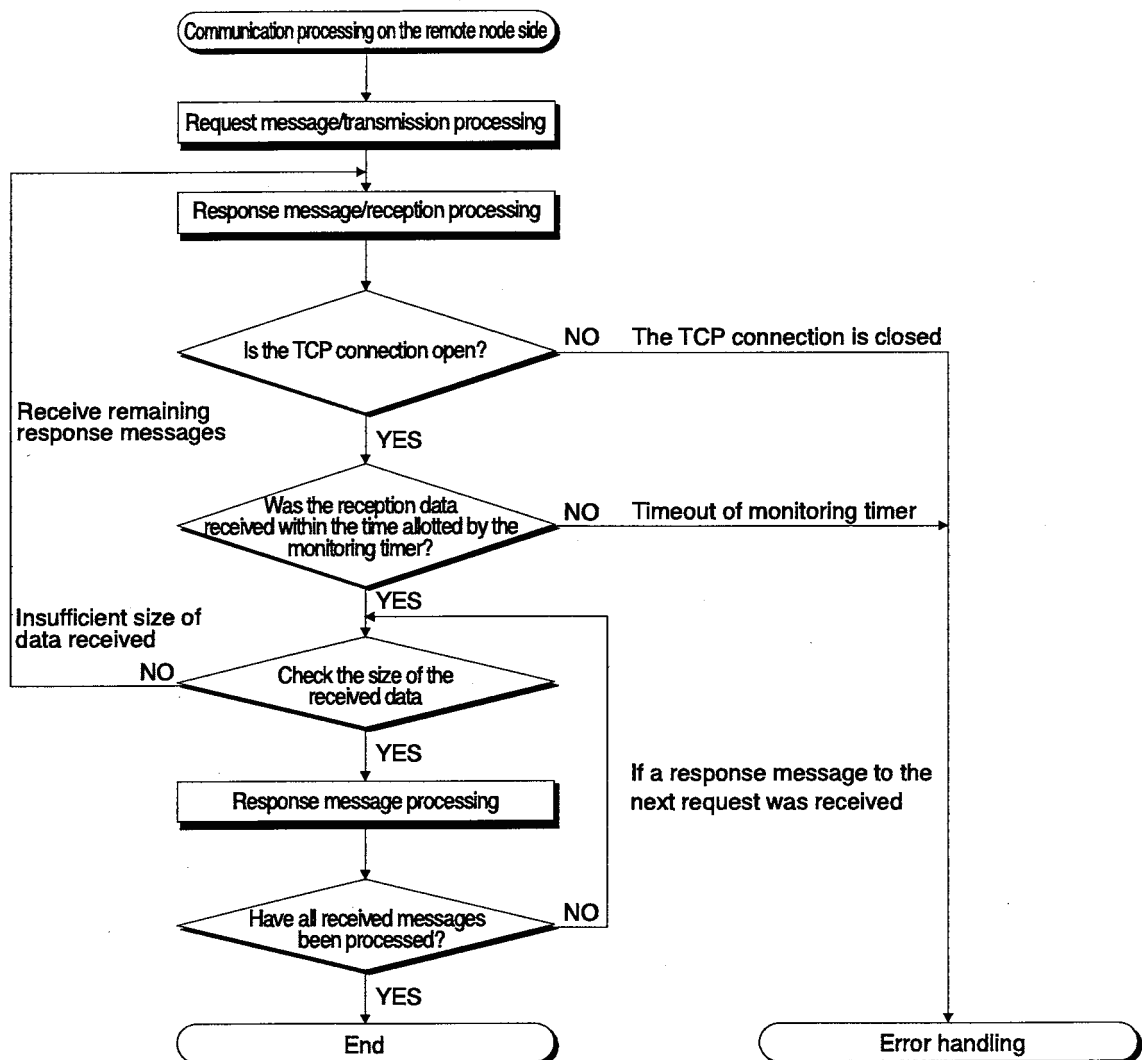 Communication processing on the remote node side
Request message/transmission processing
Response message/reception processing
Is the TCP connection open?
NO
The TCP connection is closed
Receive remaining
response messages
YES
Was the reception data
received within the time allotted by the
monitoring timer?
NO
Timeout of monitoring timer
YES
Insufficient size of
data received
NO
Check the size of the
received data
YES
If a response message to the
next request was received
Response message processing
Have all received messages
been processed?
NO
YES
End
Error handling